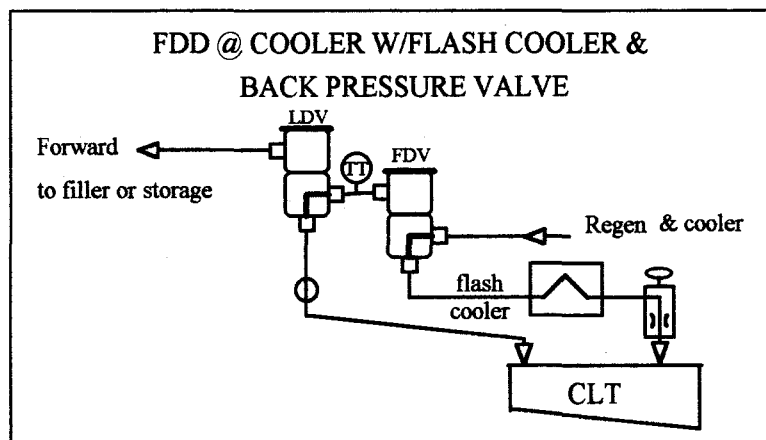 FDD @ COOLER W/FLASH COOLER &
BACK PRESSURE VALVE
LDV
Forward
TT
FDV
to filler or storage
Regen & cooler
flash
cooler
CLT